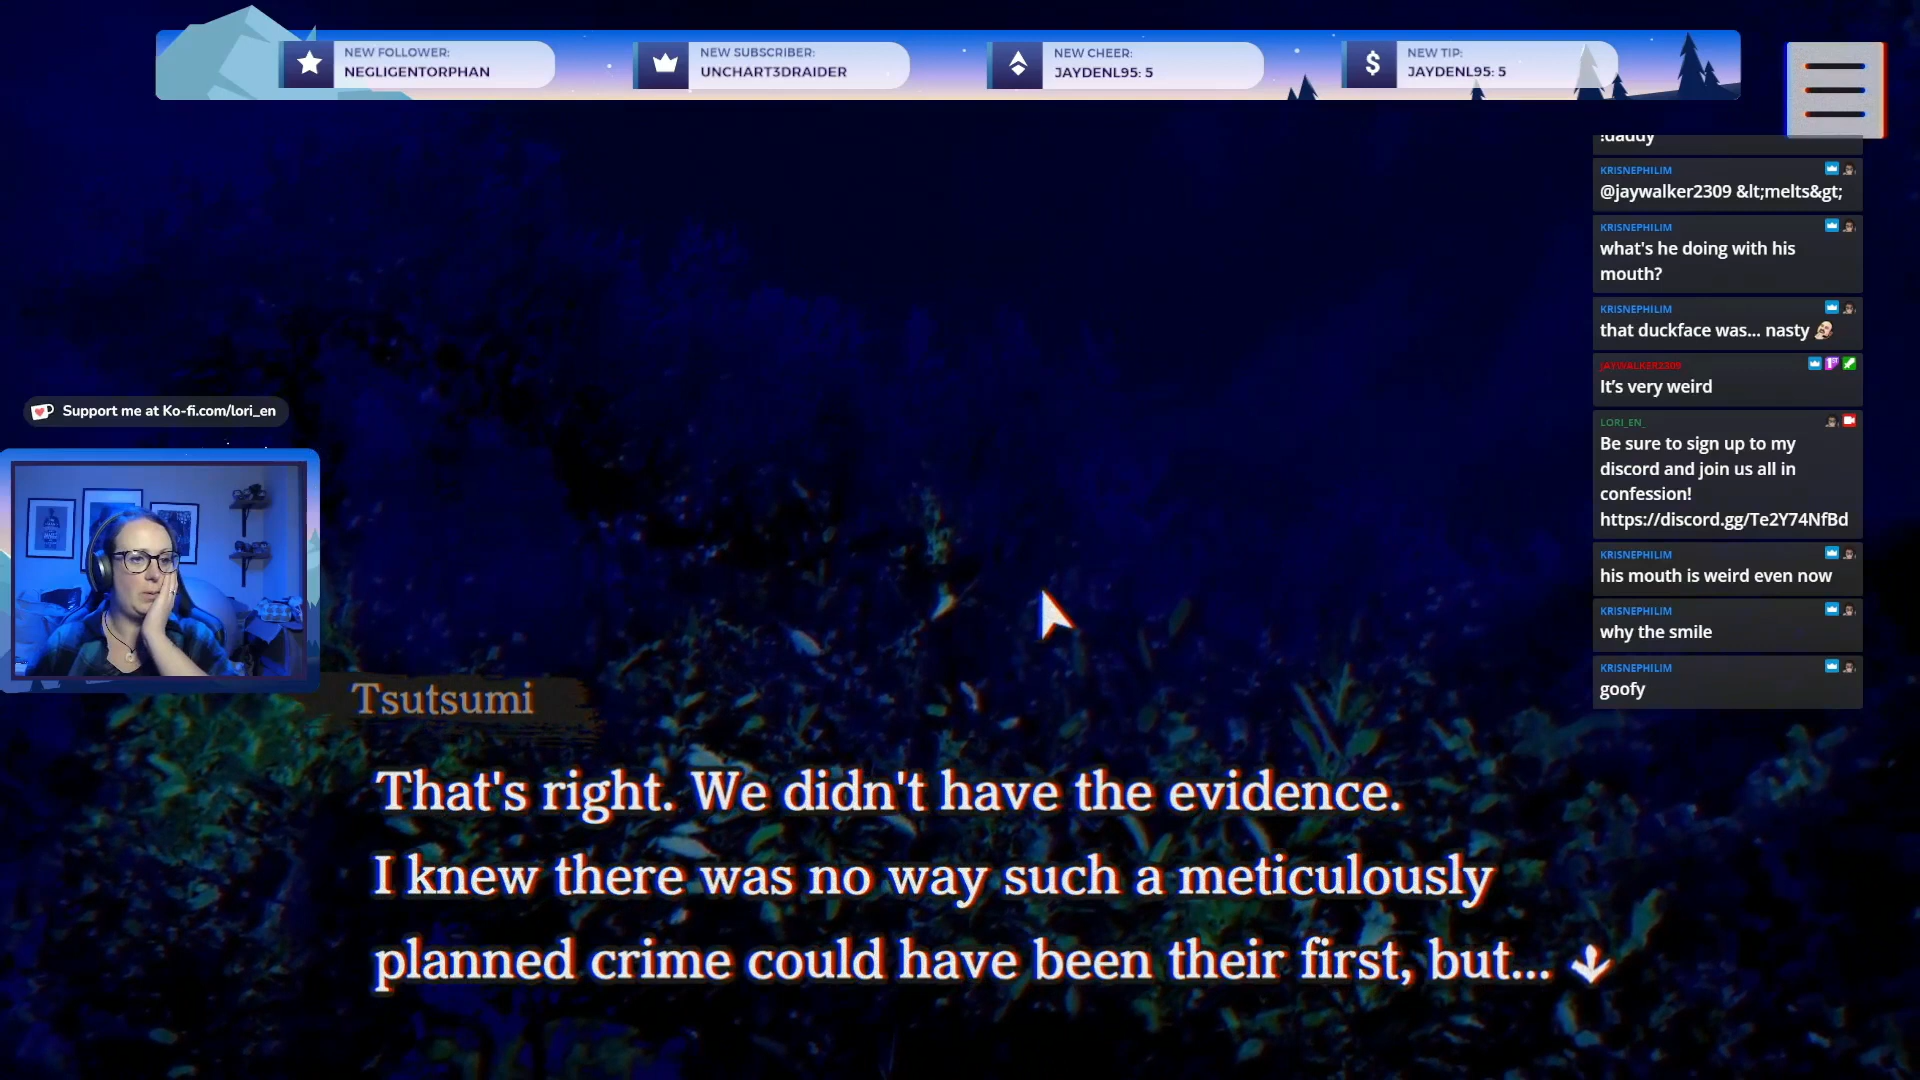 NEW FOLLOWER:
NEGLIGENTORPHAN
NEW SUBSCRIBER:
UNCHART3DRAIDER
NEW CHEER:
JAYDENL95: 5
NEW TIP:
JAYDENL95: 5
!daddy
KRISNEPHILIM
@jaywalker2309 &lt;melts&gt;
KRISNEPHILIM
what's he doing with his
mouth?
KRISNEPHILIM
that duckface was... nasty
JAYWALKER2309
It’s very weird
LORI_EN_
Be sure to sign up to my
discord and join us all in
confession!
https://discord.gg/Te2Y74NfBd
KRISNEPHILIM
his mouth is weird even now
KRISNEPHILIM
why the smile
KRISNEPHILIM
goofy
Support me at Ko-fi.com/lori_en
Tsutsumi
That's right. We didn't have the evidence.
I knew there was no way such a meticulously
planned crime could have been their first, but...